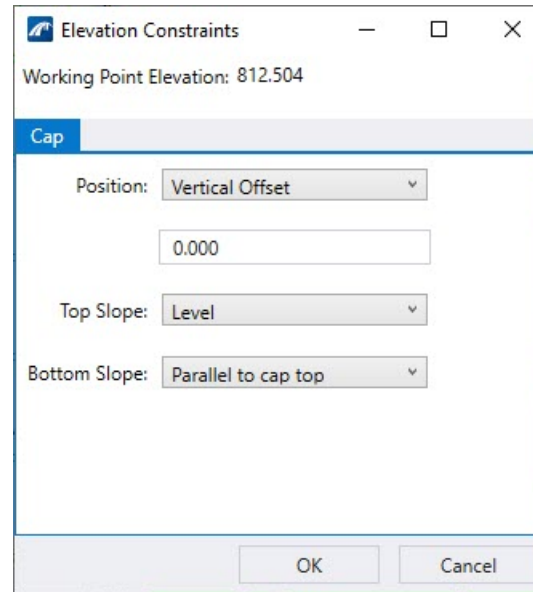 Elevation Constraints
Working Point Elevation: 812.504
Cap
Position: Vertical Offset
0.000
Top Slope: Level
Bottom Slope: Parallel to cap top
OK Cancel